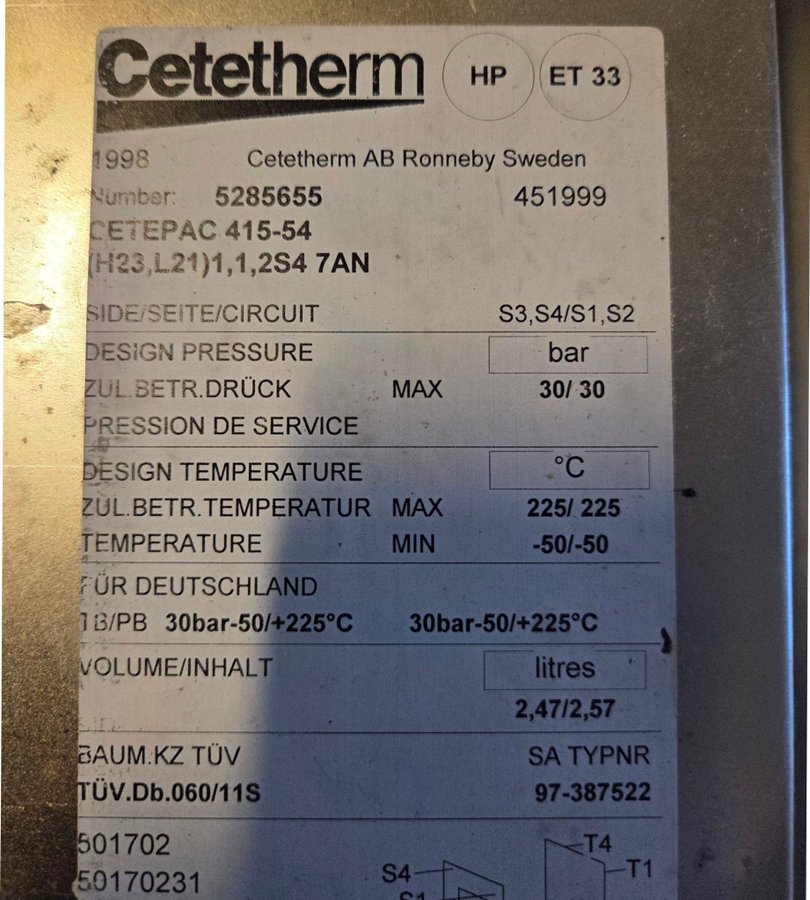 Cetetherm HP ET 33
1998 Cetetherm AB Ronneby Sweden
Number: 5285655 451999
CETEPAC 415-54
(H23,L21)1,1,2S4 7AN
SIDE/SEITE/CIRCUIT S3,S4/S1,S2
DESIGN PRESSURE bar
ZUL.BETR.DRÜCK MAX 30/ 30
PRESSION DE SERVICE
DESIGN TEMPERATURE °C
ZUL.BETR.TEMPERATUR MAX 225/ 225
TEMPERATURE MIN -50/-50
FÜR DEUTSCHLAND
TB/PB 30bar-50/+225°C 30bar-50/+225°C
VOLUME/INHALT litres
2,47/2,57
BAUM.KZ TÜV SA TYPNR
TÜV.Db.060/11S 97-387522
501702
T4
50170231 S4 T1
S1